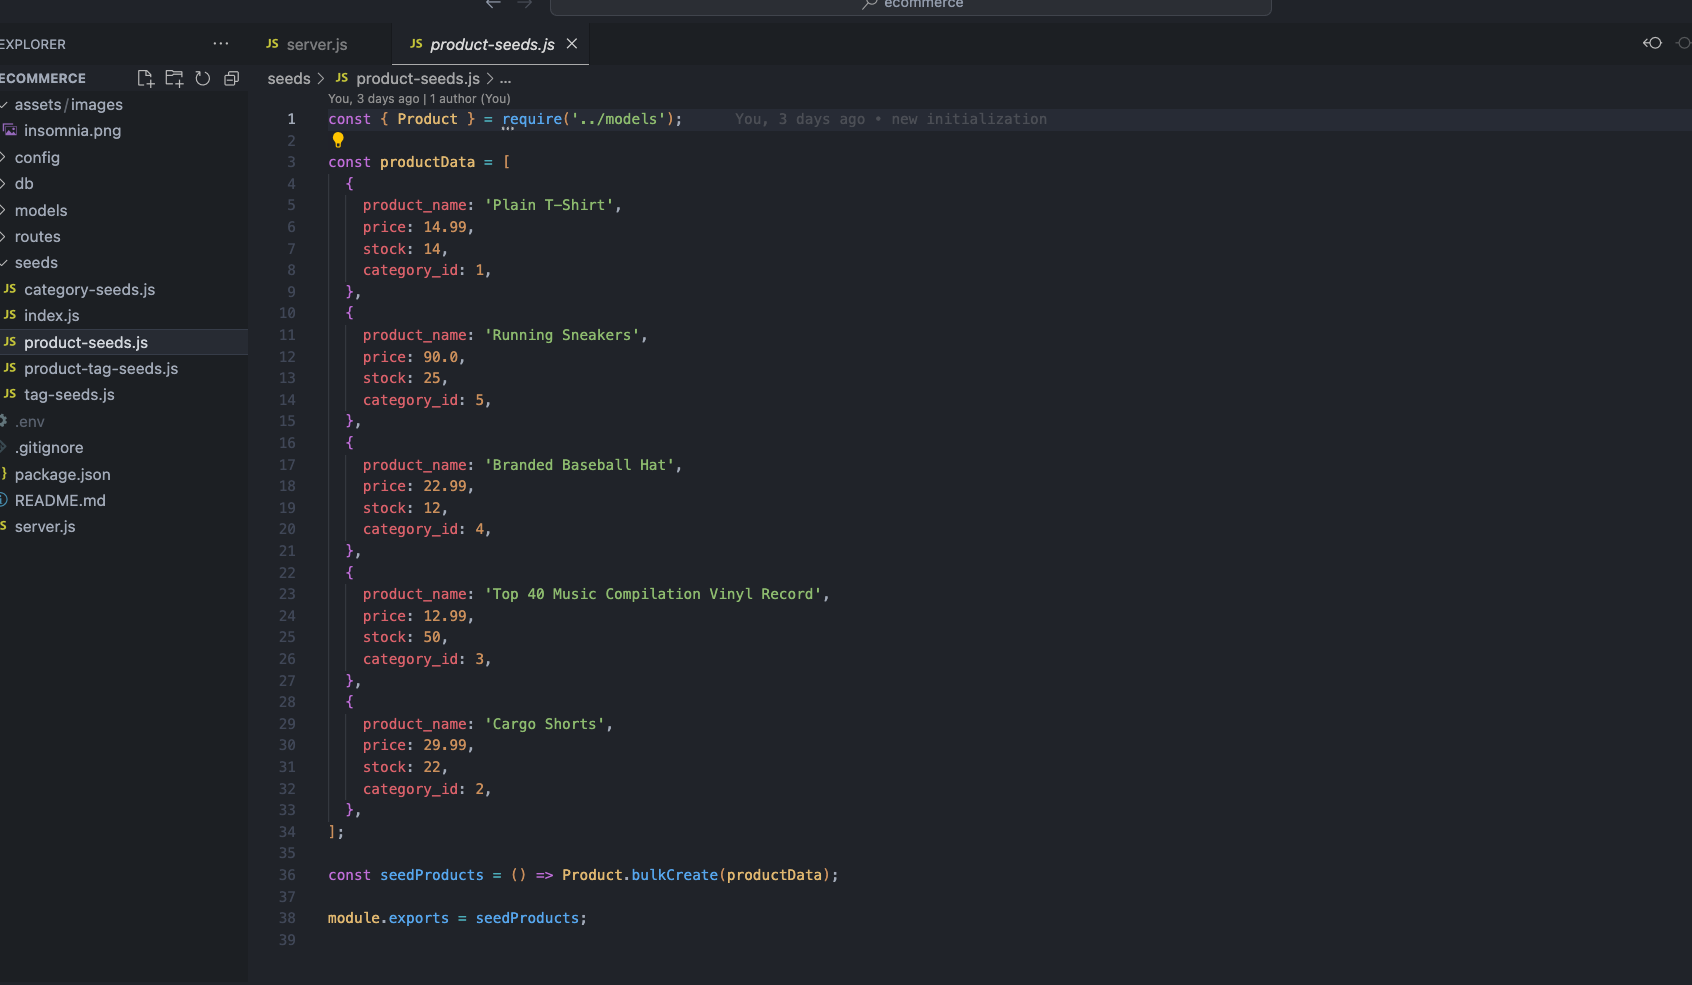 ecommerce
EXPLORER
ECOMMERCE
assets/images
insomnia.png
config
db
models
routes
seeds
JS category-seeds.js
JS index.js
JS product-seeds.js
JS product-tag-seeds.js
JS tag-seeds.js
.env
.gitignore
package.json
README.md
server.js
JS server.js
JS product-seeds.js
seeds > JS product-seeds.js > ...
You, 3 days ago | 1 author (You)
1 const { Product } = require('../models'); You, 3 days ago • new initialization
2
3 const productData = [
4 {
5 product_name: 'Plain T-Shirt',
6 price: 14.99,
7 stock: 14,
8 category_id: 1,
9 },
10 {
11 product_name: 'Running Sneakers',
12 price: 90.0,
13 stock: 25,
14 category_id: 5,
15 },
16 {
17 product_name: 'Branded Baseball Hat',
18 price: 22.99,
19 stock: 12,
20 category_id: 4,
21 },
22 {
23 product_name: 'Top 40 Music Compilation Vinyl Record',
24 price: 12.99,
25 stock: 50,
26 category_id: 3,
27 },
28 {
29 product_name: 'Cargo Shorts',
30 price: 29.99,
31 stock: 22,
32 category_id: 2,
33 },
34 ];
35
36 const seedProducts = () => Product.bulkCreate(productData);
37
38 module.exports = seedProducts;
39